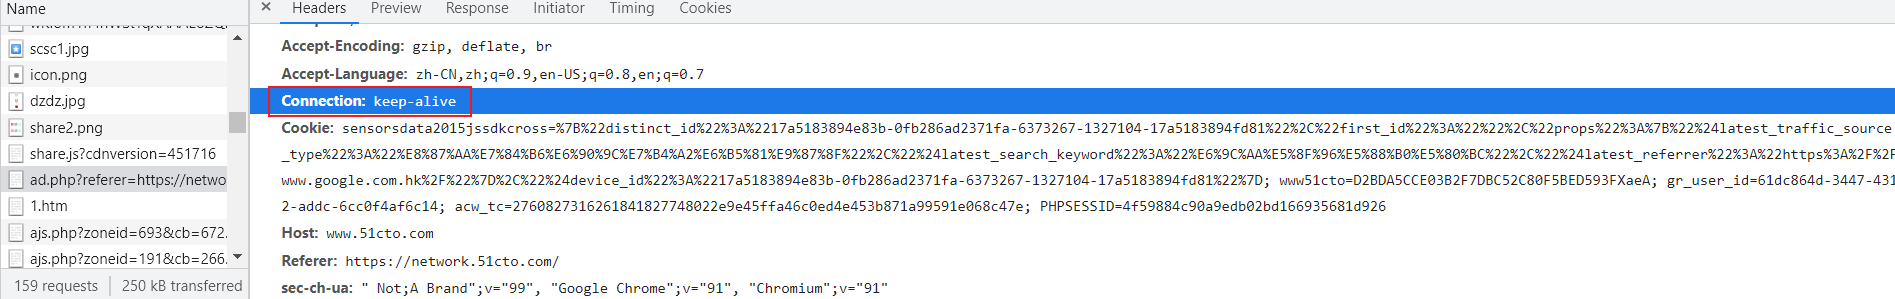 Name
scsc1.jpg
icon.png
dzdz.jpg
share2.png
share.js?cdnversion=451716
ad.php?referer=https://netwo
1.htm
ajs.php?zoneid=693&cb=672.
ajs.php?zoneid=191&cb=266.
159 requests 250 kB transferred
× Headers Preview Response Initiator Timing Cookies
Accept-Encoding: gzip, deflate, br
Accept-Language: zh-CN,zh;q=0.9,en-US;q=0.8,en;q=0.7
Connection: keep-alive
Cookie: sensorsdata2015jssdkcross=%7B%22distinct_id%22%3A%2217a5183894e83b-0fb286ad2371fa-6373267-1327104-17a5183894fd81%22%2C%22first_id%22%3A%22%22%2C%22props%22%3A%7B%22%24latest_traffic_source
_type%22%3A%22%E8%87%AA%E7%84%B6%E6%90%9C%E7%B4%A2%E6%B5%81%E9%87%8F%22%2C%22%24latest_search_keyword%22%3A%22%E6%9C%AA%E5%8F%96%E5%88%B0%E5%80%BC%22%2C%22%24latest_referrer%22%3A%22https%3A%2F%2F
www.google.com.hk%2F%22%7D%2C%22%24device_id%22%3A%2217a5183894e83b-0fb286ad2371fa-6373267-1327104-17a5183894fd81%22%7D; www51cto=D2BDA5CCE03B2F7DBC52C80F5BED593FXaeA; gr_user_id=61dc864d-3447-431
2-addc-6cc0f4af6c14; acw_tc=2760827316261841827748022e9e45ffa46c0ed4e453b871a99591e068c47e; PHPSESSID=4f59884c90a9edb02bd166935681d926
Host: www.51cto.com
Referer: https://network.51cto.com/
sec-ch-ua: " Not;A Brand";v="99", "Google Chrome";v="91", "Chromium";v="91"